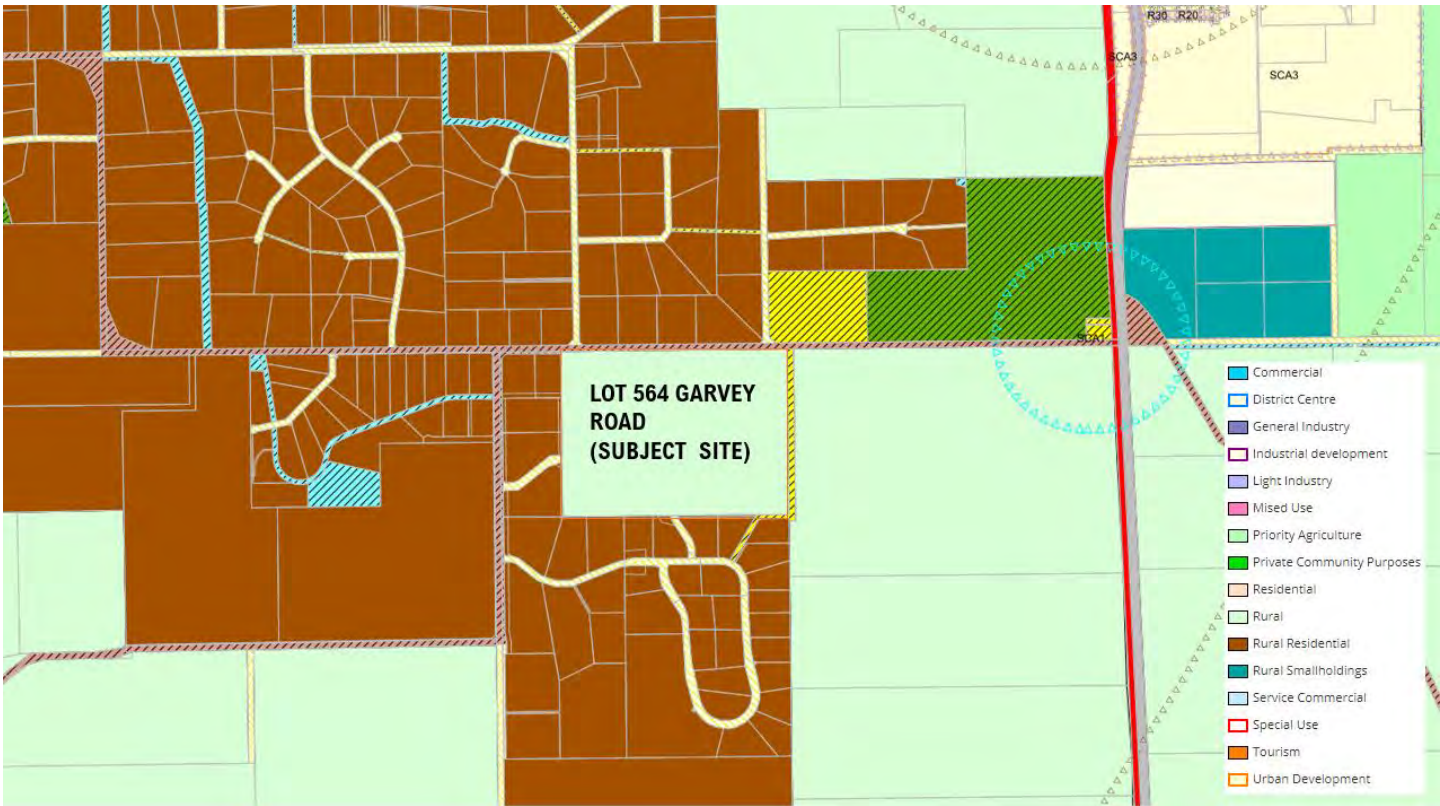 R30 R20
SCA3
SCA3
SCA1
LOT 564 GARVEY
ROAD
(SUBJECT SITE)
Commercial
District Centre
General Industry
Industrial development
Light Industry
Mised Use
Priority Agriculture
Private Community Purposes
Residential
Rural
Rural Residential
Rural Smallholdings
Service Commercial
Special Use
Tourism
Urban Development